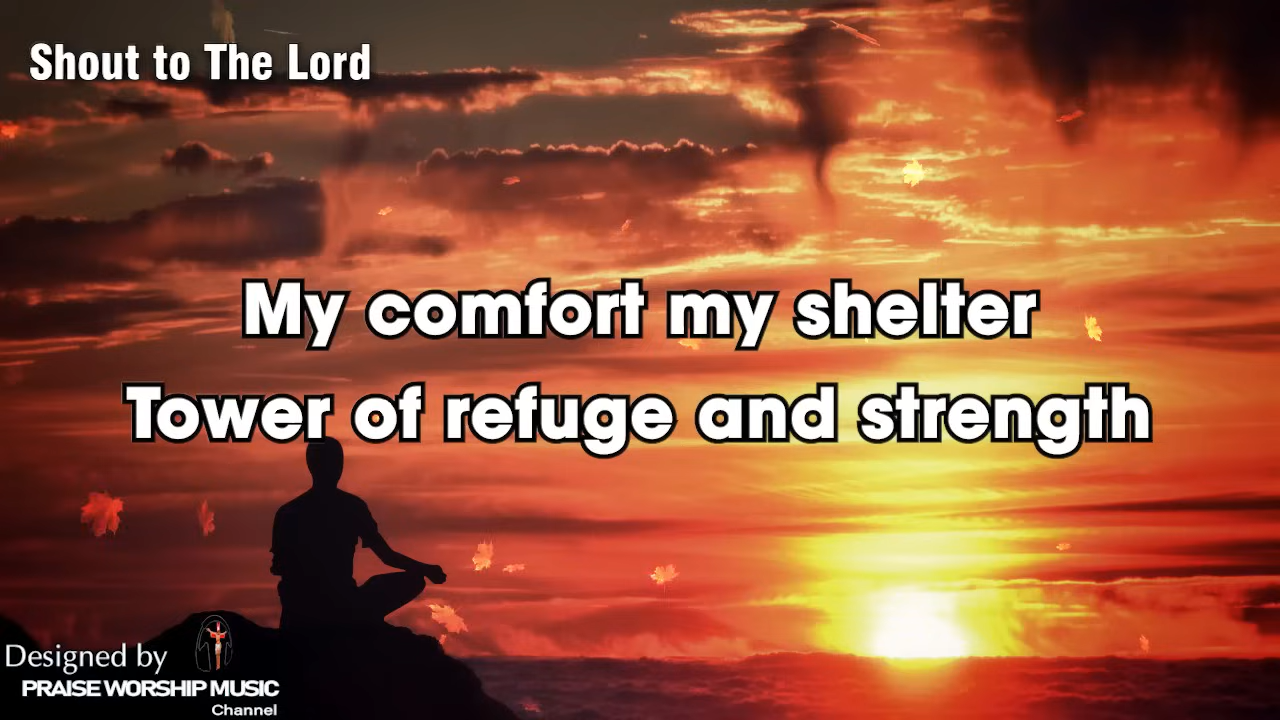 Shout to The Lord
My comfort my shelter
Tower of refuge and strength
Designed by
PRAISE WORSHIP MUSIC
Channel